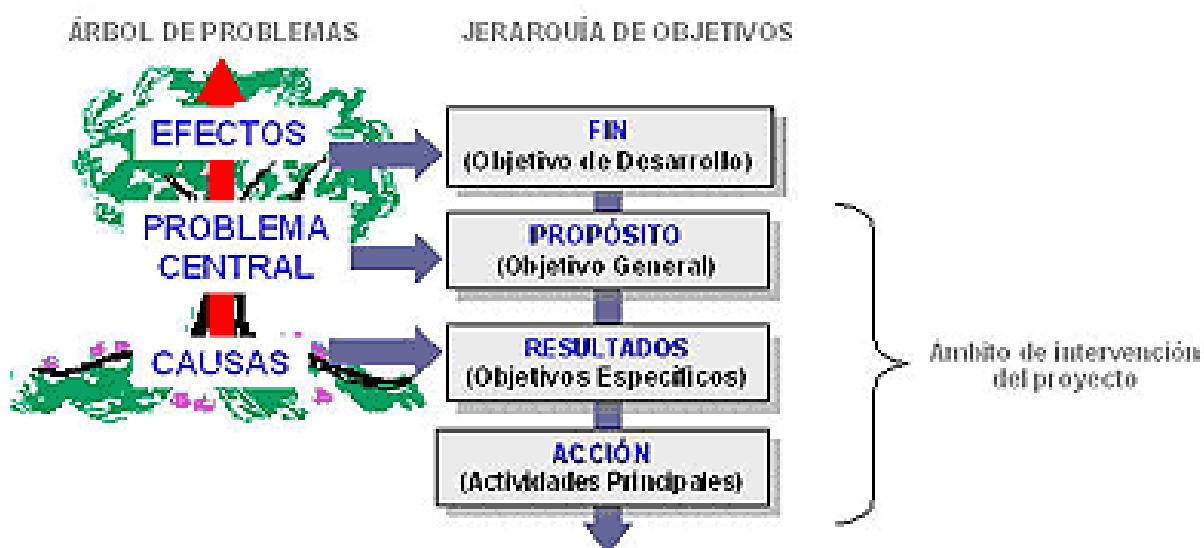 ÁRBOL DE PROBLEMAS
JERARQUÍA DE OBJETIVOS
EFECTOS
FIN
(Objetivo de Desarrollo)
PROBLEMA
CENTRAL
PROPÓSITO
(Objetivo General)
CAUSAS
RESULTADOS
(Objetivos Específicos)
Ámbito de intervención
del proyecto
ACCIÓN
(Actividades Principales)